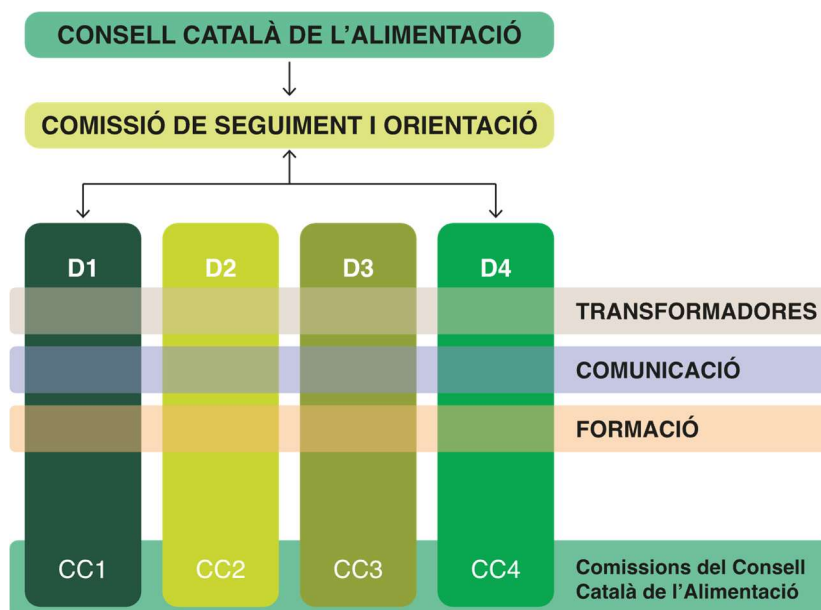 CONSELL CATALÀ DE L'ALIMENTACIÓ
COMISSIÓ DE SEGUIMENT I ORIENTACIÓ
D1 D2 D3 D4
TRANSFORMADORES
COMUNICACIÓ
FORMACIÓ
CC1 CC2 CC3 CC4
Comissions del Consell
Català de l'Alimentació